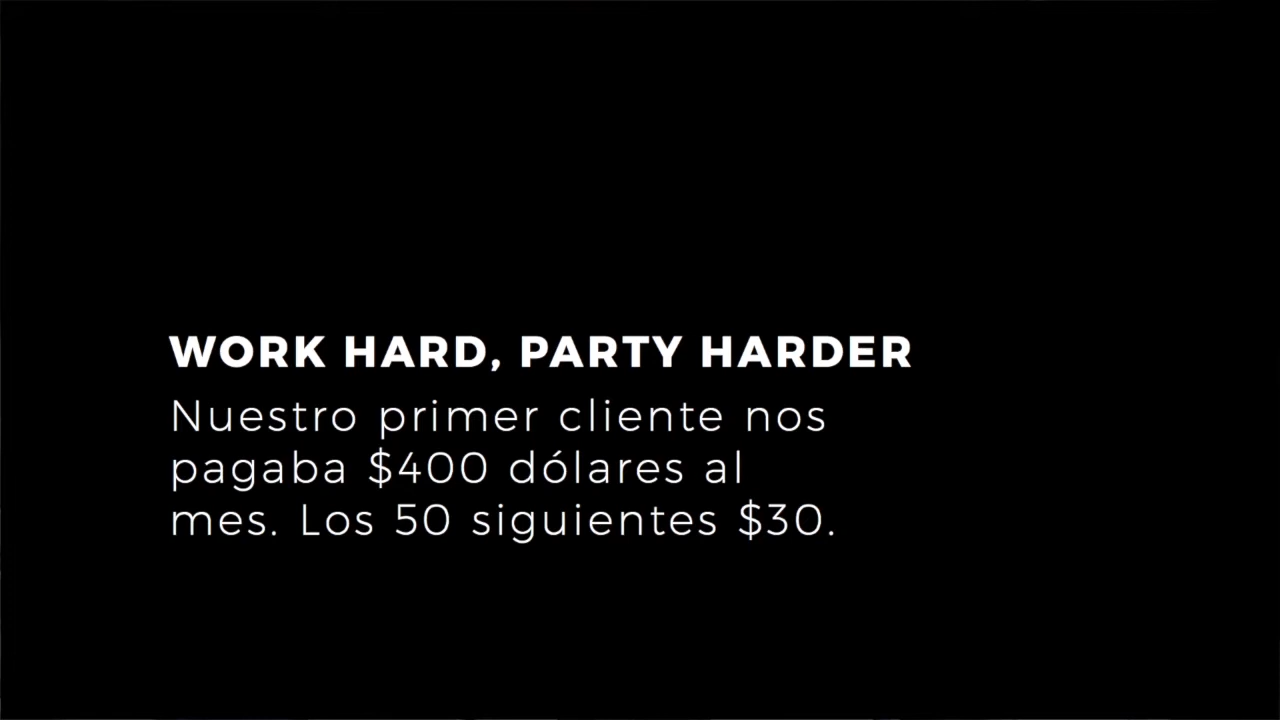 WORK HARD, PARTY HARDER
Nuestro primer cliente nos
pagaba $400 dólares al
mes. Los 50 siguientes $30.